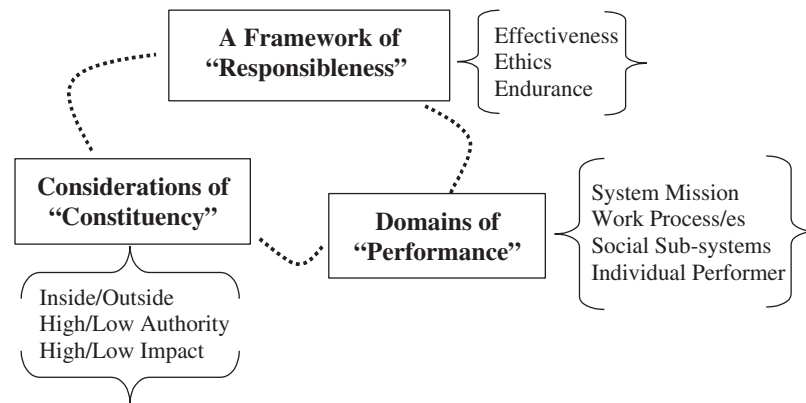 A Framework of
“Responsibleness”
Effectiveness
Ethics
Endurance
Considerations of
“Constituency”
Domains of
“Performance”
System Mission
Work Process/es
Social Sub-systems
Individual Performer
Inside/Outside
High/Low Authority
High/Low Impact